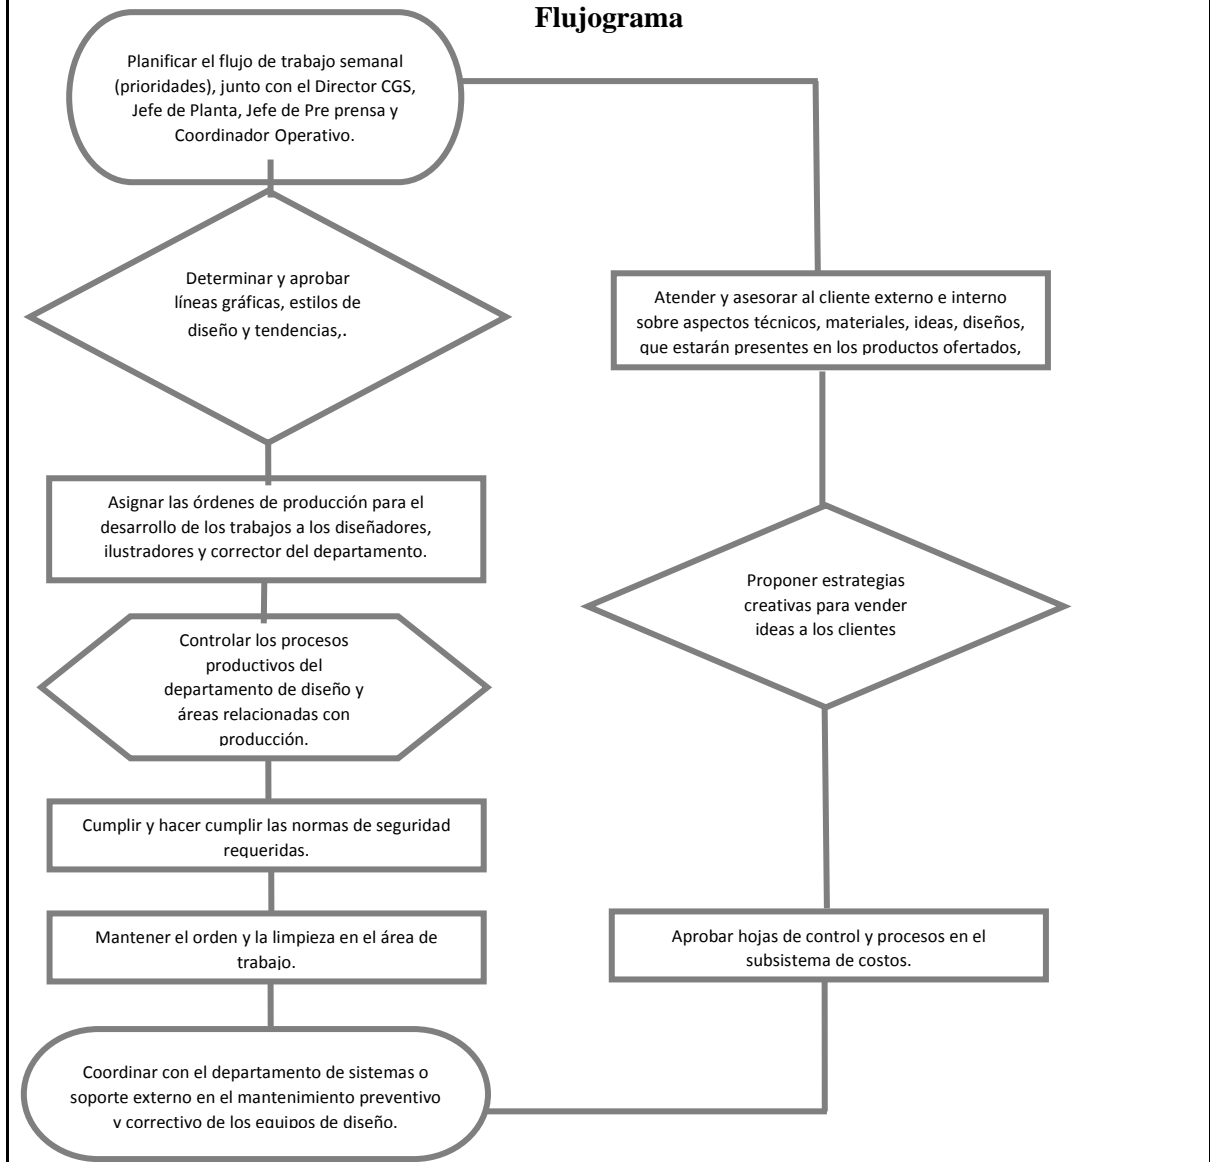 Flujograma
Planificar el flujo de trabajo semanal
(prioridades), junto con el Director CGS,
Jefe de Planta, Jefe de Pre prensa y
Coordinador Operativo.
Determinar y aprobar
líneas gráficas, estilos de
diseño y tendencias,.
Asignar las órdenes de producción para el
desarrollo de los trabajos a los diseñadores,
ilustradores y corrector del departamento.
Controlar los procesos
productivos del
departamento de diseño y
áreas relacionadas con
producción.
Cumplir y hacer cumplir las normas de seguridad
requeridas.
Mantener el orden y la limpieza en el área de
trabajo.
Coordinar con el departamento de sistemas o
soporte externo en el mantenimiento preventivo
y correctivo de los equipos de diseño.
Atender y asesorar al cliente externo e interno
sobre aspectos técnicos, materiales, ideas, diseños,
que estarán presentes en los productos ofertados,
Proponer estrategias
creativas para vender
ideas a los clientes
Aprobar hojas de control y procesos en el
subsistema de costos.